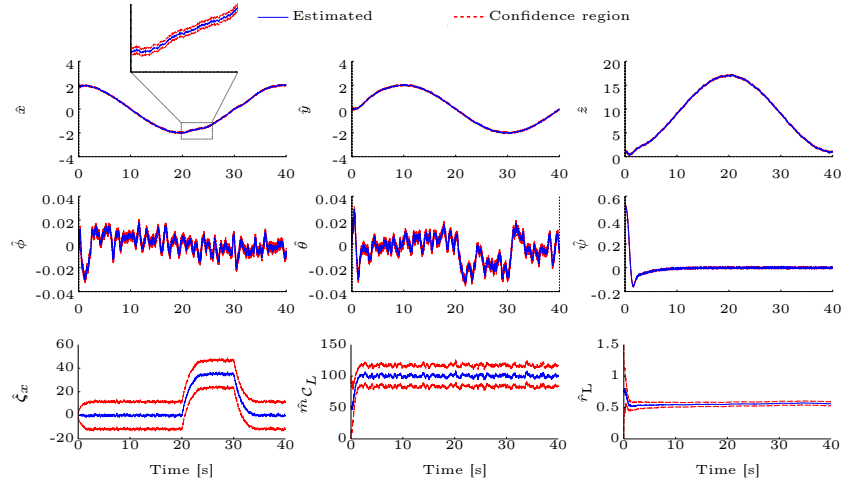 Estimated Confidence region
4 2 0 -2 -4 x̂ 0 10 20 30 40
4 2 0 -2 -4 ŷ 0 10 20 30 40
20 15 10 5 0 ẑ 0 10 20 30 40
0.04 0.02 0 -0.02 -0.04 ϕ̂ 0 10 20 30 40
0.04 0.02 0 -0.02 -0.04 θ̂ 0 10 20 30 40
0.6 0.4 0.2 0 -0.2 ψ̂ 0 10 20 30 40
60 40 20 0 -20 ζ̂x 0 10 20 30 40
150 100 50 0 m̂CL 0 10 20 30 40
1.5 1 0.5 0 r̂L 0 10 20 30 40
Time [s] Time [s] Time [s]